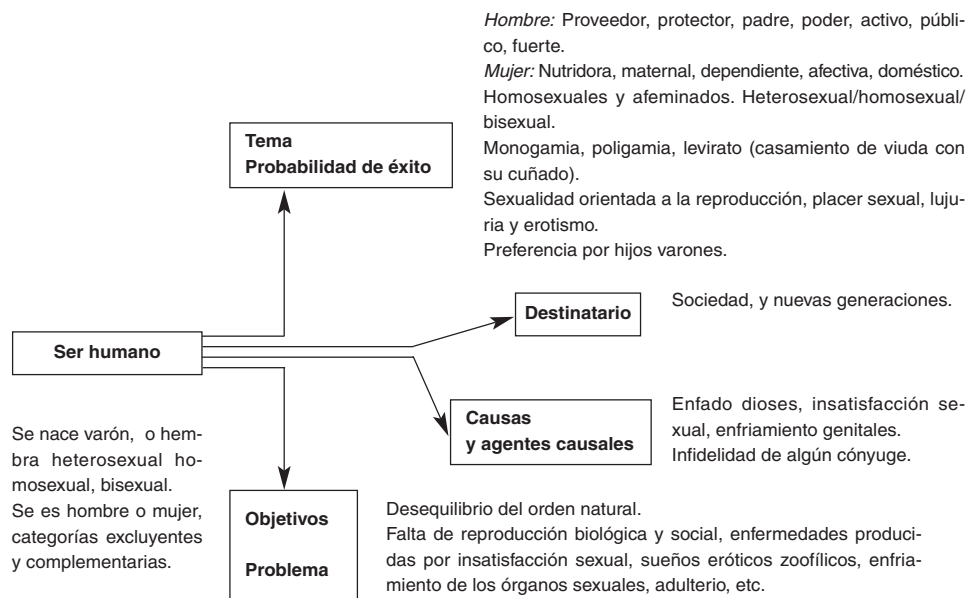 Hombre: Proveedor, protector, padre, poder, activo, públi-
co, fuerte.
Mujer: Nutridora, maternal, dependiente, afectiva, doméstico.
Homosexuales y afeminados. Heterosexual/homosexual/
bisexual.
Monogamia, poligamia, levirato (casamiento de viuda con
su cuñado).
Sexualidad orientada a la reproducción, placer sexual, luju-
ria y erotismo.
Preferencia por hijos varones.
Tema
Probabilidad de éxito
Destinatario
Sociedad, y nuevas generaciones.
Ser humano
Causas
y agentes causales
Enfado dioses, insatisfacción se-
xual, enfriamiento genitales.
Infidelidad de algún cónyuge.
Se nace varón, o hem-
bra heterosexual ho-
mosexual, bisexual.
Se es hombre o mujer,
categorías excluyentes
y complementarias.
Objetivos
Problema
Desequilibrio del orden natural.
Falta de reproducción biológica y social, enfermedades produci-
das por insatisfacción sexual, sueños eróticos zoofílicos, enfria-
miento de los órganos sexuales, adulterio, etc.